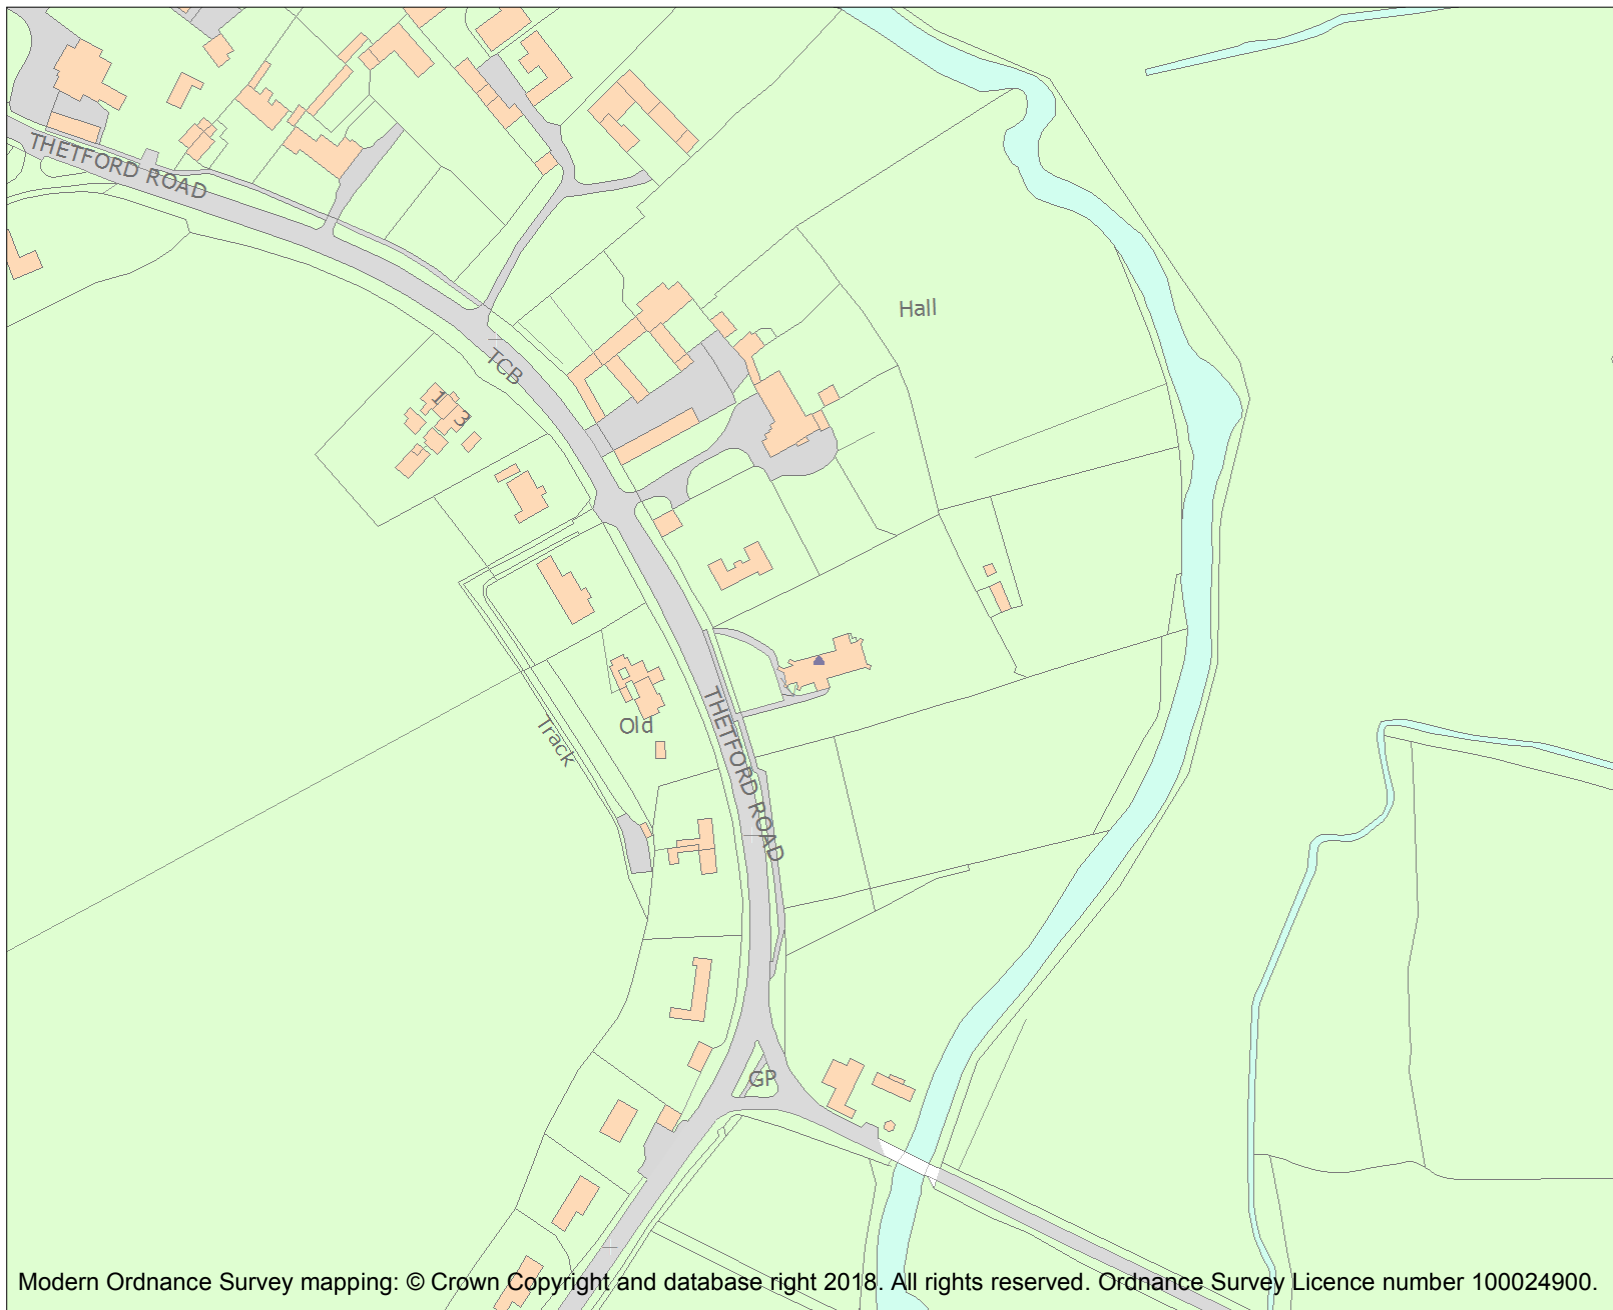 THETFORD ROAD
Hall
TCB
1
3
Old
Track
THETFORD ROAD
GP
Modern Ordnance Survey mapping: © Crown Copyright and database right 2018. All rights reserved. Ordnance Survey Licence number 100024900.